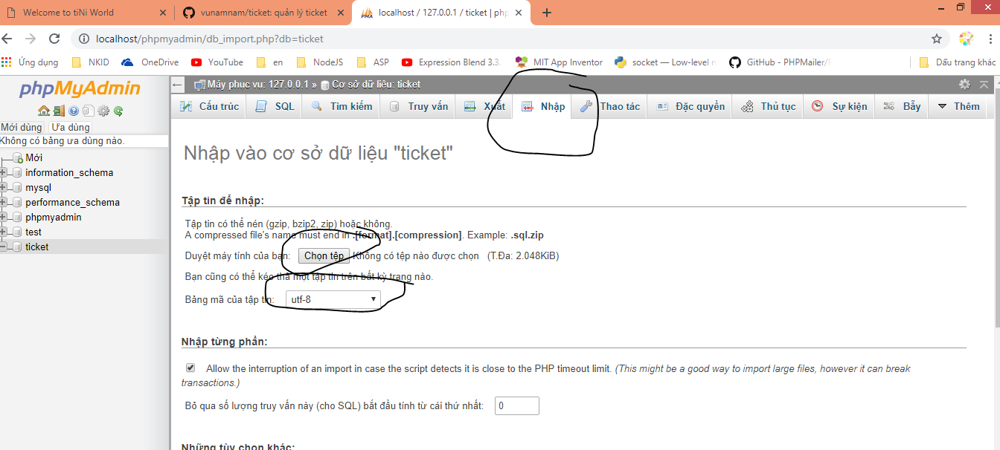 Welcome to tiNi World
vunamnam/ticket: quản lý ticket
localhost / 127.0.0.1 / ticket | php
localhost/phpmyadmin/db_import.php?db=ticket
Ứng dụng NKID OneDrive YouTube en NodeJS ASP Expression Blend 3.3. MIT App Inventor socket — Low-level n GitHub - PHPMailer/ Dấu trang khác
phpMyAdmin
Máy phục vụ: 127.0.0.1 » Cơ sở dữ liệu: ticket
Cấu trúc SQL Tìm kiếm Truy vấn Xuất Nhập Thao tác Đặc quyền Thủ tục Sự kiện Bẫy Thêm
Mới dùng Ưa dùng
Không có bảng ưa dùng nào.
Mới
information_schema
mysql
performance_schema
phpmyadmin
test
ticket
Nhập vào cơ sở dữ liệu "ticket"
Tập tin để nhập:
Tập tin có thể nén (gzip, bzip2, zip) hoặc không.
A compressed file's name must end in .[format].[compression]. Example: .sql.zip
Duyệt máy tính của bạn: Chọn tệp Không có tệp nào được chọn (T.Đa: 2.048KiB)
Bạn cũng có thể kéo thả một tập tin trên bất kỳ trang nào.
Bảng mã của tập tin: utf-8
Nhập từng phần:
Allow the interruption of an import in case the script detects it is close to the PHP timeout limit. (This might be a good way to import large files, however it can break
transactions.)
Bỏ qua số lượng truy vấn này (cho SQL) bắt đầu tính từ cái thứ nhất: 0
Những tùy chọn khác: